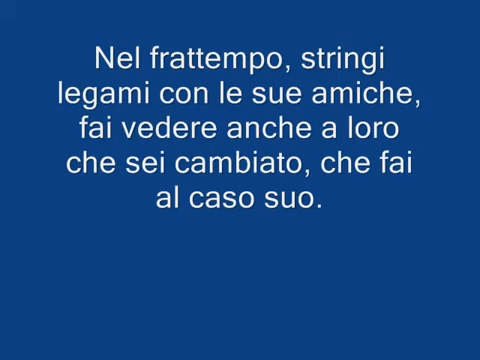 Nel frattempo, stringi
legami con le sue amiche,
fai vedere anche a loro
che sei cambiato, che fai
al caso suo.